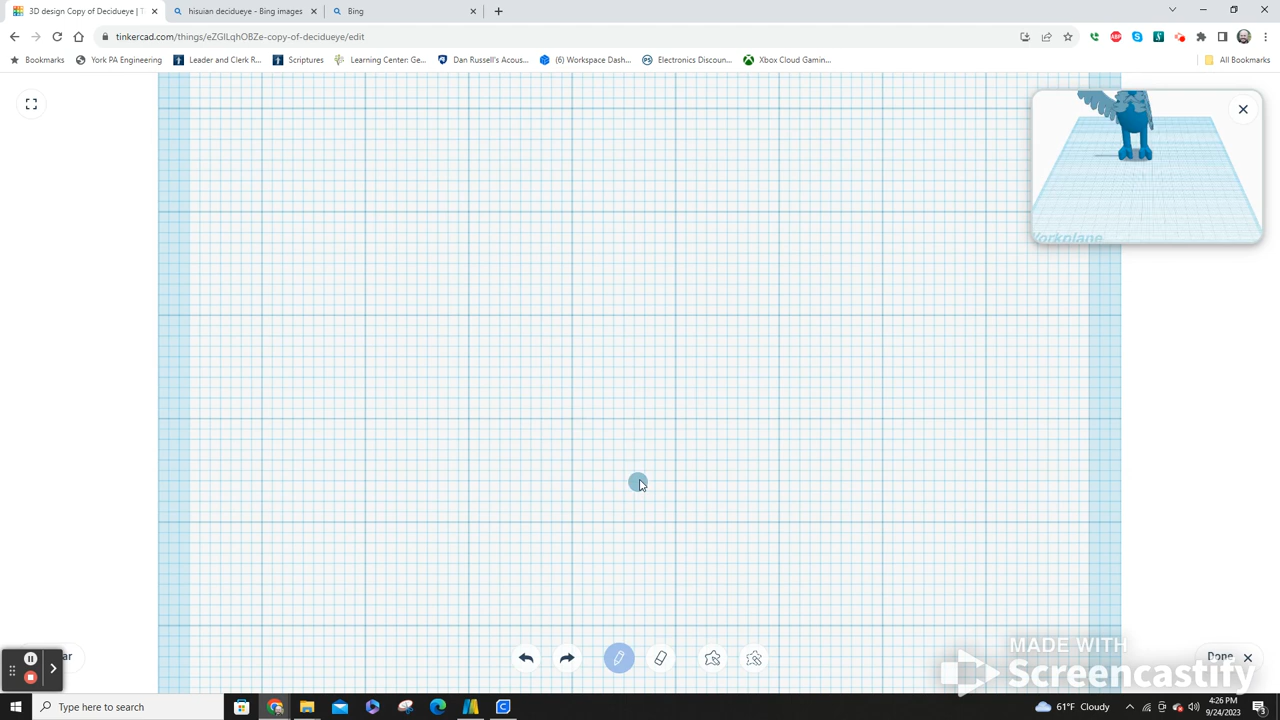 3D design Copy of Decidueye | T
hisuian decidueye - Bing images
Bing
tinkercad.com/things/eZGlLqhOBZe-copy-of-decidueye/edit
Bookmarks
York PA Engineering
Leader and Clerk R...
Scriptures
Learning Center: Ge...
Dan Russell's Acous...
(6) Workspace Dash...
Electronics Discoun...
Xbox Cloud Gamin...
All Bookmarks
Workplane
ar
Done
MADE WITH
Screencastify
Type here to search
61°F Cloudy
4:26 PM
9/24/2023
3